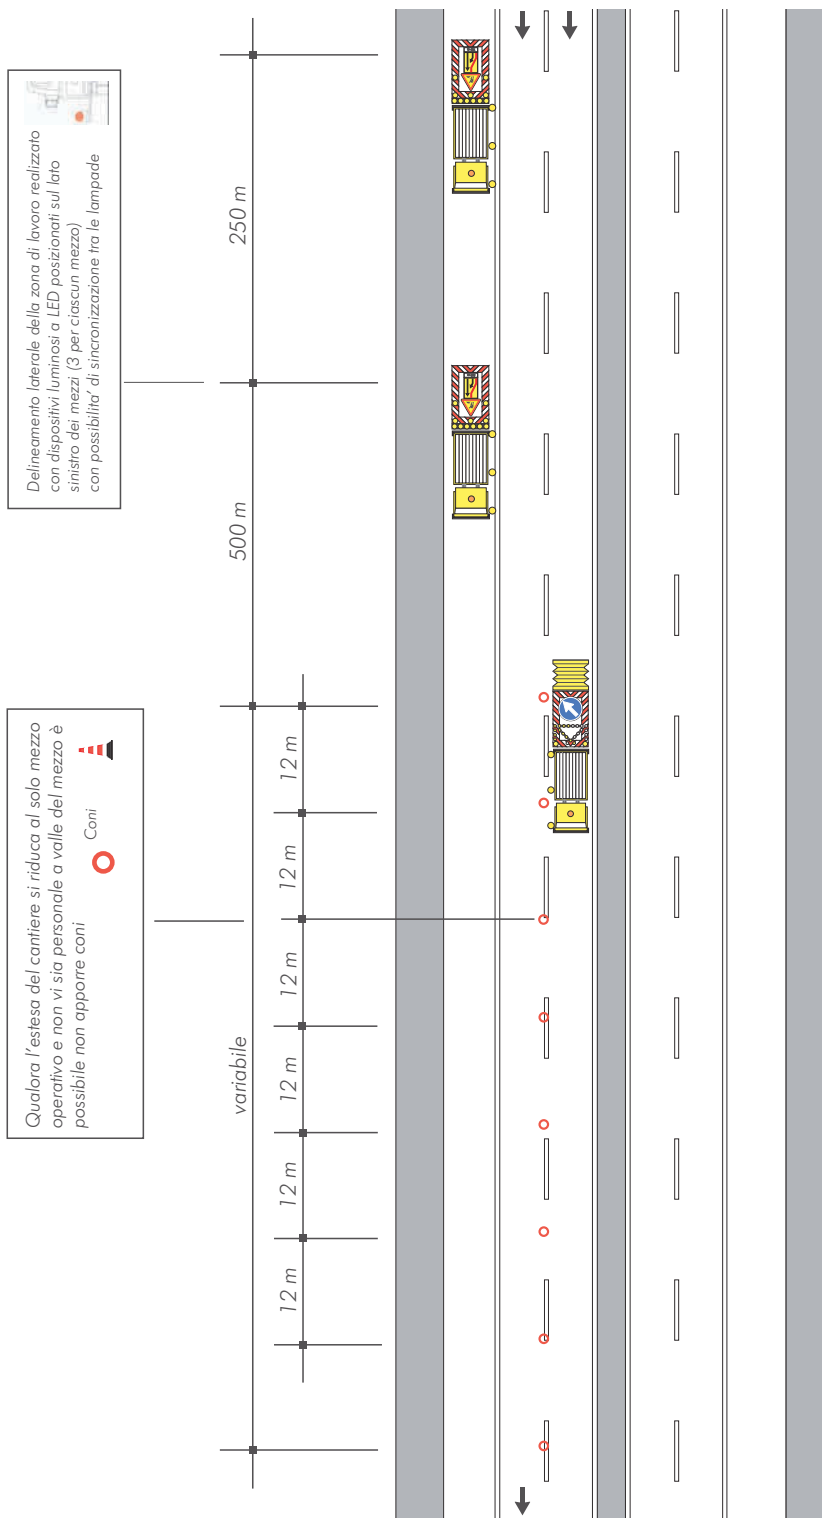 Delineamento laterale della zona di lavoro realizzato
con dispositivi luminosi a LED posizionati sul lato
sinistro dei mezzi (3 per ciascun mezzo)
con possibilita' di sincronizzazione tra le lampade
250 m
500 m
Qualora l'estesa del cantiere si riduca al solo mezzo
operativo e non vi sia personale a valle del mezzo è
possibile non apporre coni
Coni
variabile
12 m
12 m
12 m
12 m
12 m
12 m